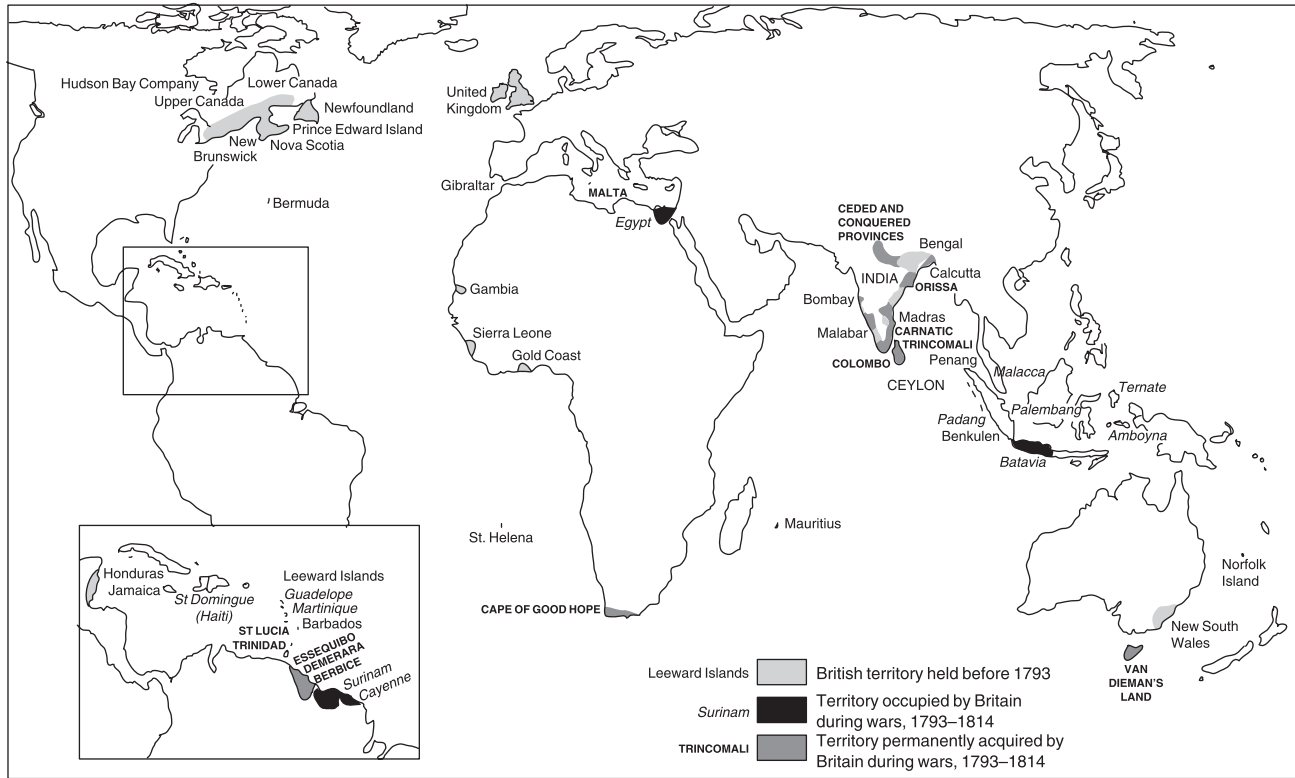 Hudson Bay Company
Lower Canada
Upper Canada
Newfoundland
Prince Edward Island
New
Brunswick
Nova Scotia
Bermuda
United
Kingdom
Gibraltar
MALTA
Egypt
Gambia
Sierra Leone
Gold Coast
St. Helena
CAPE OF GOOD HOPE
Mauritius
CEDED AND
CONQUERED
PROVINCES
Bengal
INDIA
Calcutta
ORISSA
Bombay
Madras
Malabar
CARNATIC
TRINCOMALI
COLOMBO
Penang
CEYLON
Malacca
Ternate
Palembang
Padang
Benkulen
Amboyna
Batavia
Norfolk
Island
New South
Wales
VAN
DIEMAN'S
LAND
Honduras
Jamaica
St Domingue
(Haiti)
Leeward Islands
Guadelope
Martinique
Barbados
ST LUCIA
TRINIDAD
ESSEQUIBO
DEMERARA
BERBICE
Surinam
Cayenne
Leeward Islands British territory held before 1793
Surinam Territory occupied by Britain
during wars, 1793–1814
TRINCOMALI Territory permanently acquired by
Britain during wars, 1793–1814